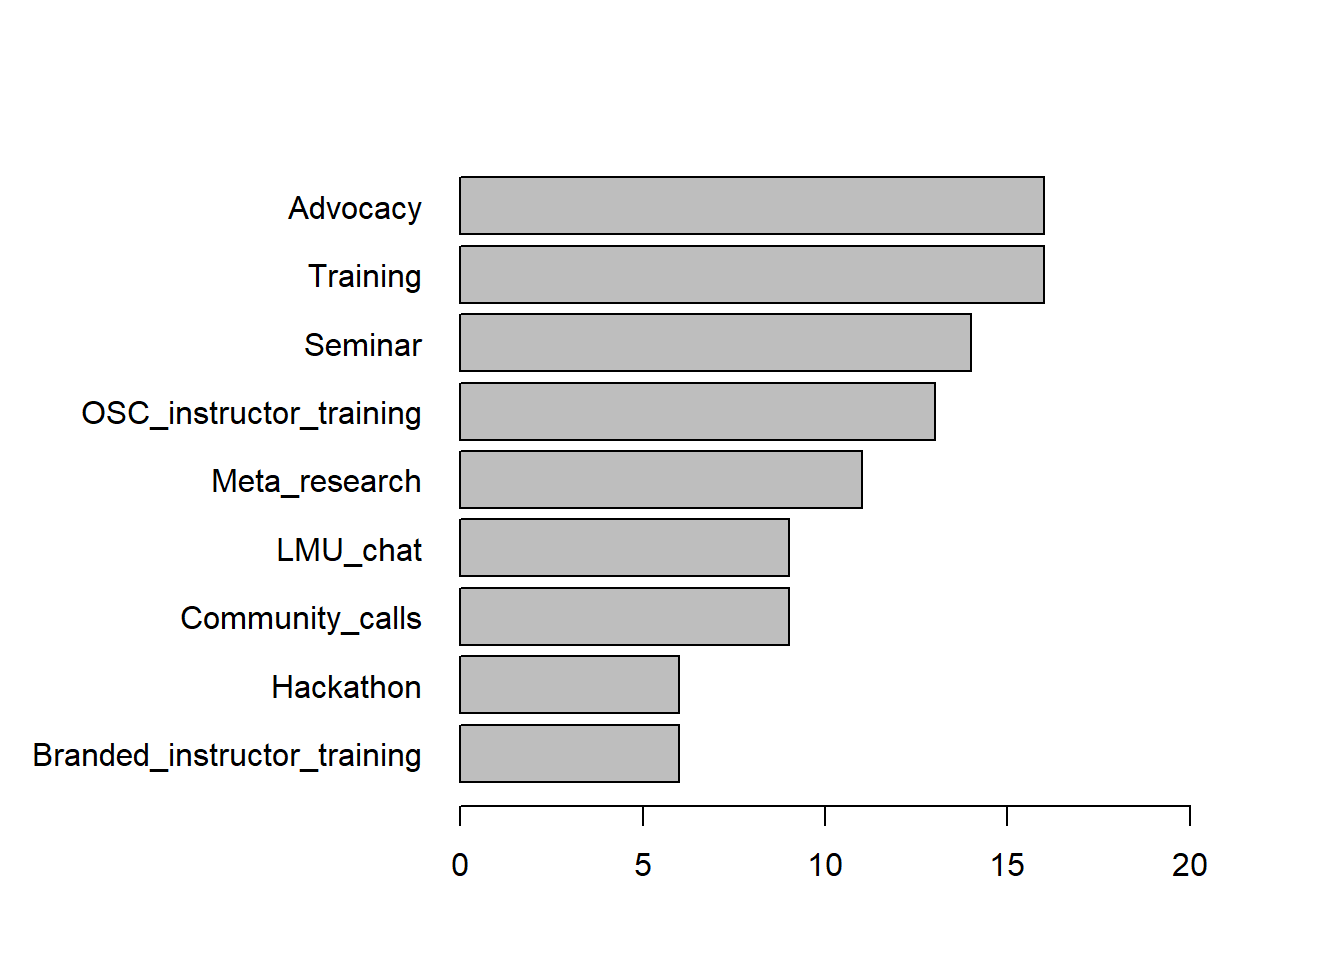 Advocacy
Training
Seminar
OSC_instructor_training
Meta_research
LMU_chat
Community_calls
Hackathon
Branded_instructor_training
0 5 10 15 20